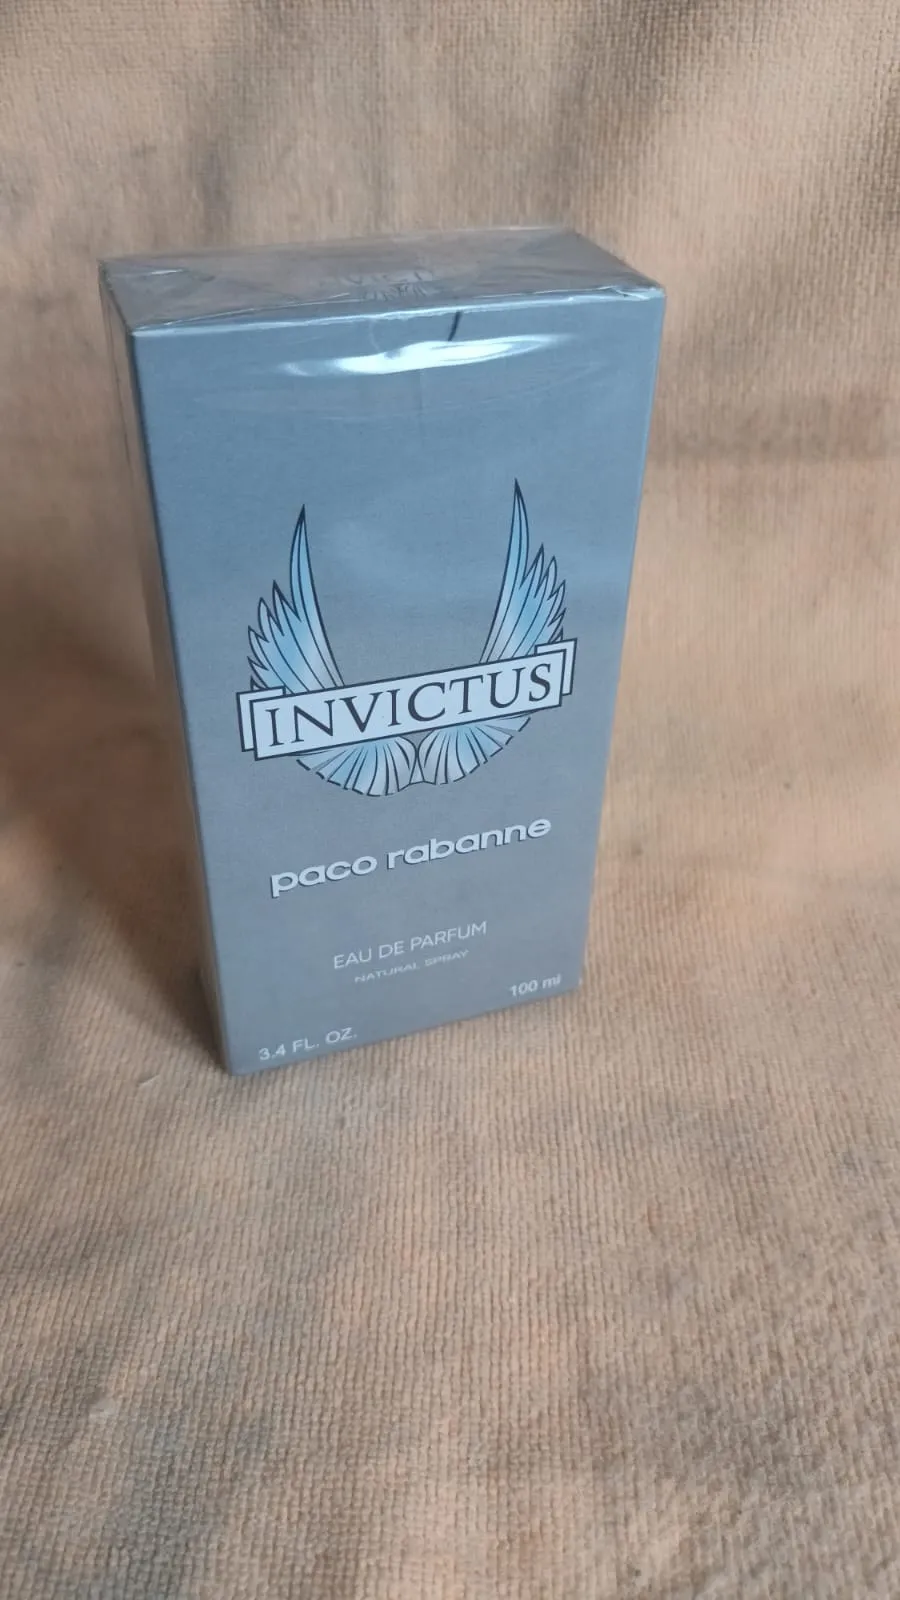 INVICTUS
paco rabanne
EAU DE PARFUM
NATURAL SPRAY
100 ml
3.4 FL. OZ.